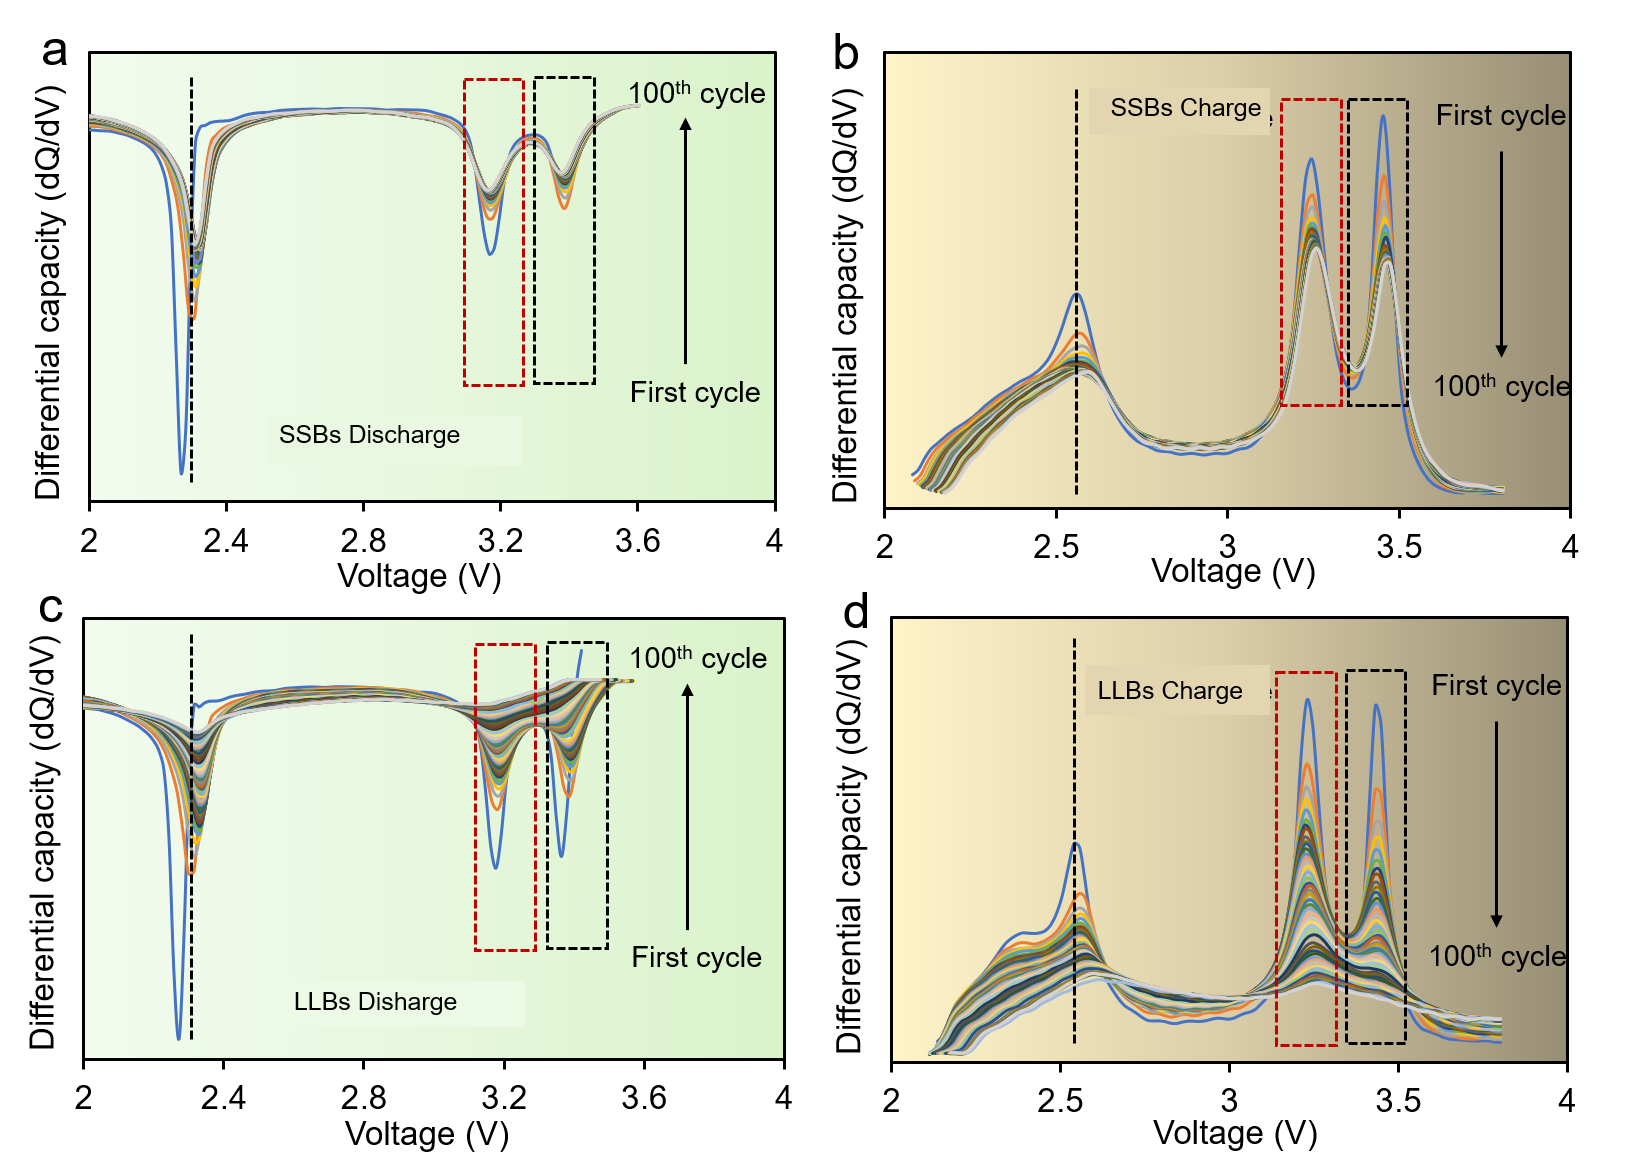 a
Differential capacity (dQ/dV)
100th cycle
First cycle
SSBs Discharge
2 2.4 2.8 3.2 3.6 4
Voltage (V)
b
Differential capacity (dQ/dV)
SSBs Charge
First cycle
100th cycle
2 2.5 3 3.5 4
Voltage (V)
c
Differential capacity (dQ/dV)
100th cycle
First cycle
LLBs Disharge
2 2.4 2.8 3.2 3.6 4
Voltage (V)
d
Differential capacity (dQ/dV)
LLBs Charge
First cycle
100th cycle
2 2.5 3 3.5 4
Voltage (V)